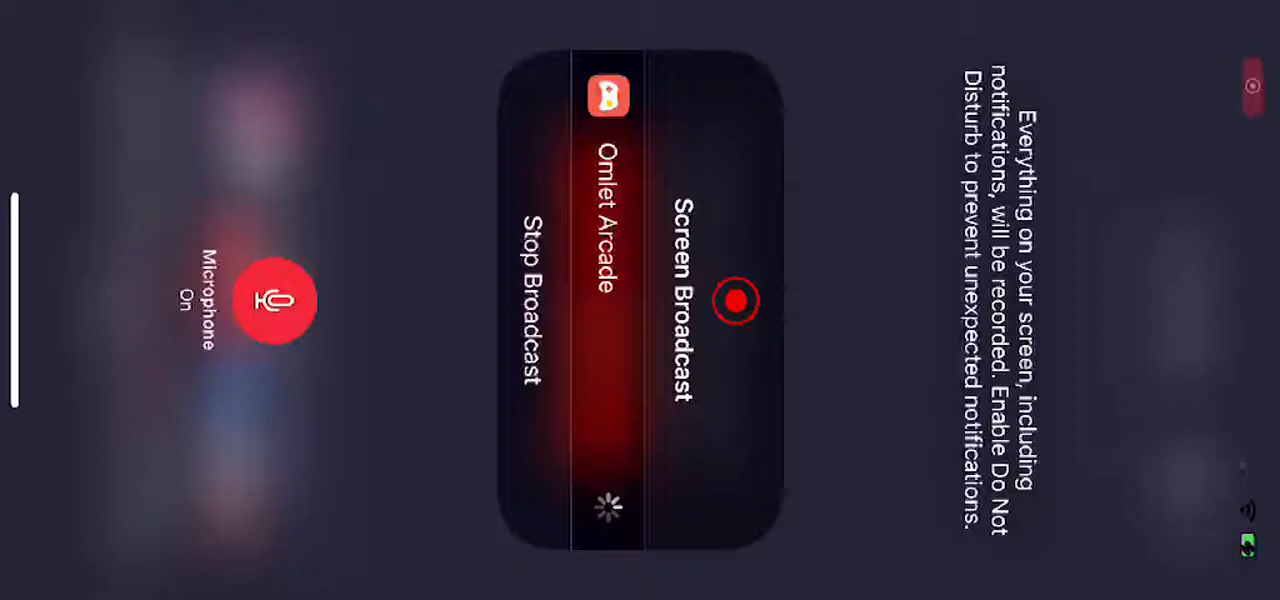 Everything on your screen, including
notifications, will be recorded. Enable Do Not
Disturb to prevent unexpected notifications.
Screen Broadcast
Omlet Arcade
Stop Broadcast
Microphone
On